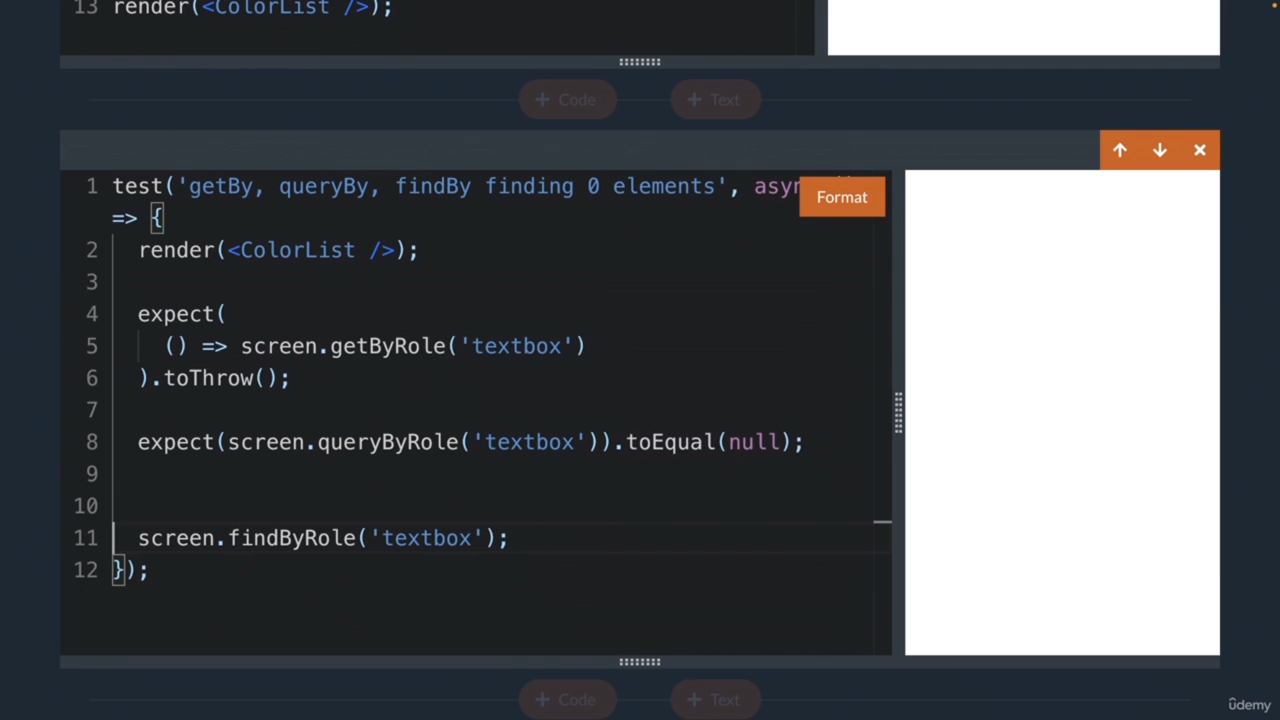 13 render(<ColorList />);
+ Code + Text
1 test('getBy, queryBy, findBy finding 0 elements',
Format
=> {
2 render(<ColorList />);
3
4 expect(
5 () => screen.getByRole('textbox')
6 ).toThrow();
7
8 expect(screen.queryByRole('textbox')).toEqual(null);
9
10
11 screen.findByRole('textbox');
12 });
+ Code + Text
ûdemy